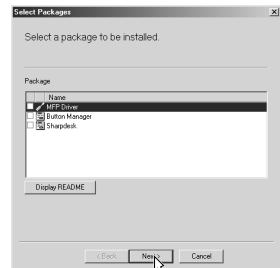 Select Packages
Select a package to be installed.
Package
Name
MFP Driver
Button Manager
Sharpdesk
Display README
< Back
Next >
Cancel